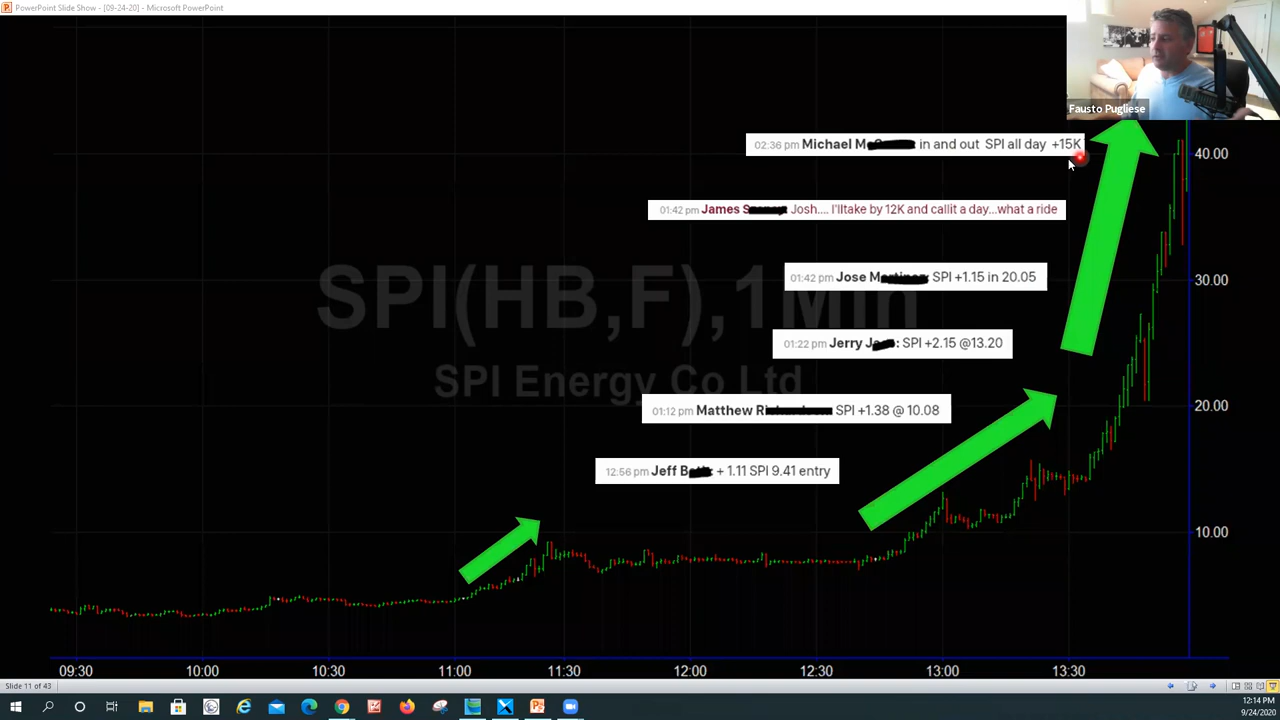 PowerPoint Slide Show - [09-24-20] - Microsoft PowerPoint
Fausto Pugliese
02:36 pm Michael Mc in and out SPI all day +15K
40.00
01:42 pm James S Josh.... I'lltake by 12K and callit a day...what a ride
01:42 pm Jose SPI +1.15 in 20.05
30.00
SPI(HB,F),1Min
01:22 pm Jerry J : SPI +2.15 @13.20
SPI Energy Co Ltd
01:12 pm Matthew Ri SPI +1.38 @ 10.08
20.00
12:56 pm Jeff B + 1.11 SPI 9.41 entry
10.00
09:30 10:00 10:30 11:00 11:30 12:00 12:30 13:00 13:30
Slide 11 of 43
12:14 PM
9/24/2020